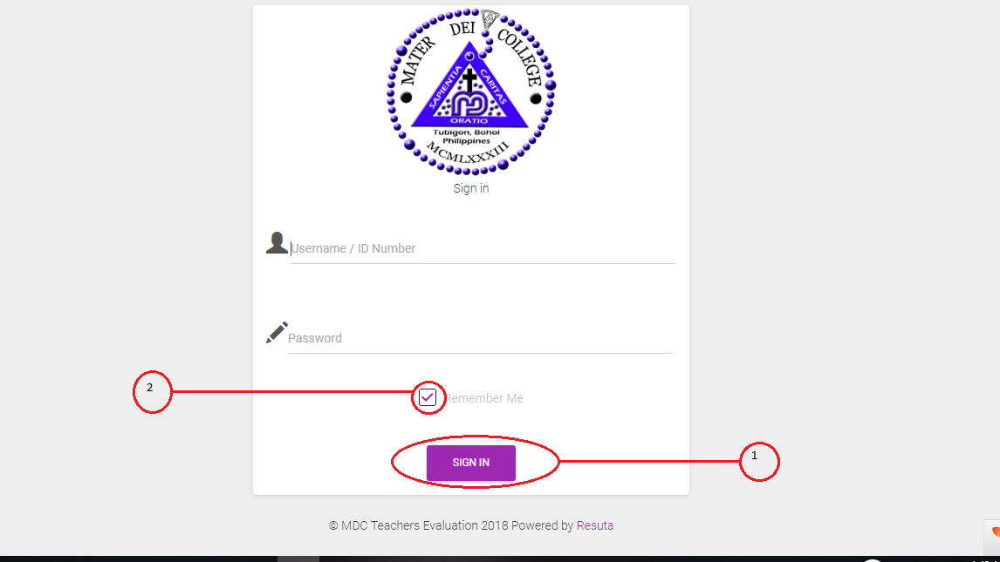 MATER DEI COLLEGE
SAPIENTIA
CARITAS
ORATIO
Tubigon, Bohol
Philippines
MCMLXXXIII
Sign in
Username / ID Number
Password
2
Remember Me
SIGN IN
1
© MDC Teachers Evaluation 2018 Powered by Resuta